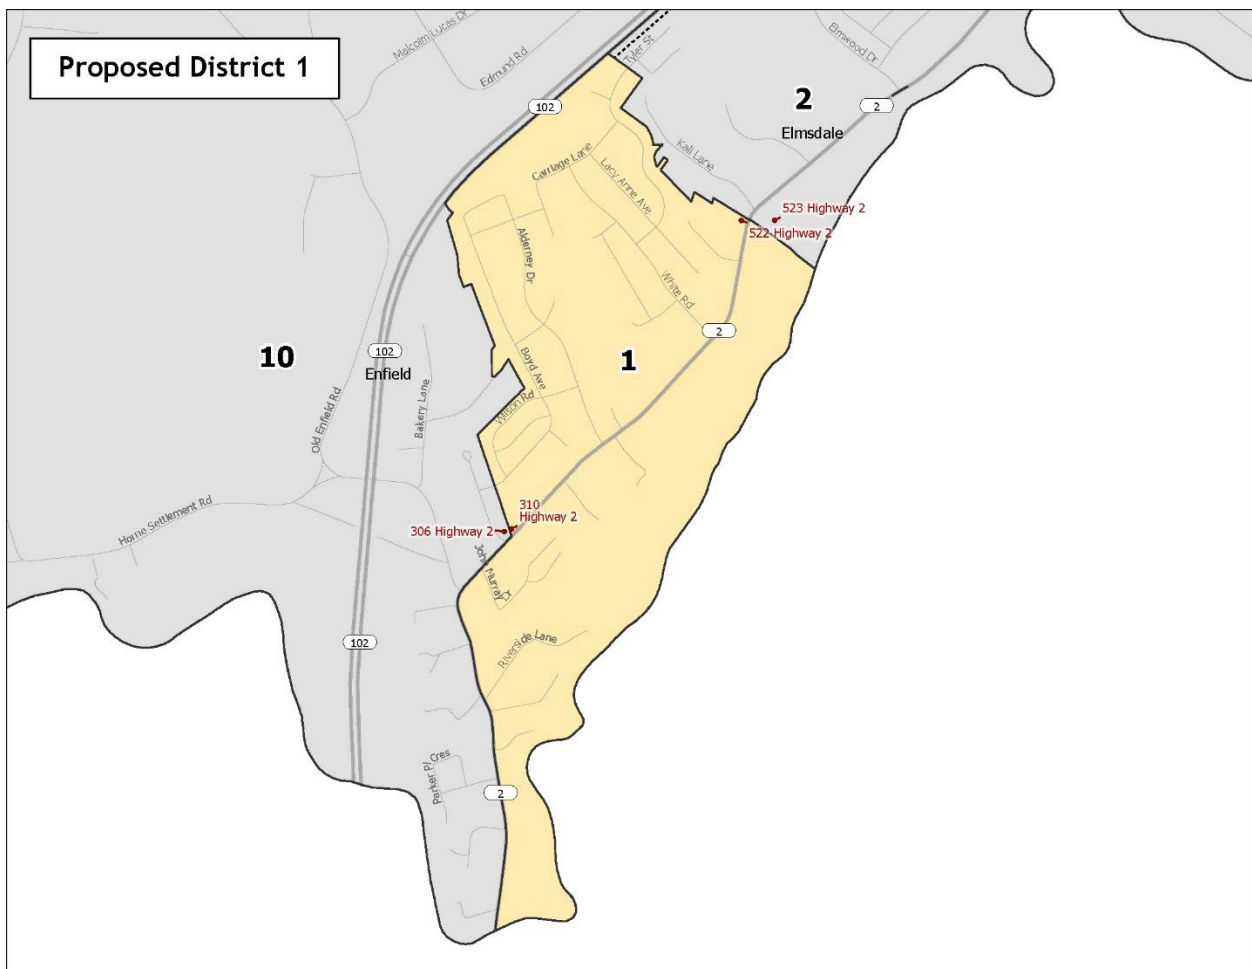 Proposed District 1
Malcolm Lucas Dr
Edmund Rd
Tyler St
Elmwood Dr
102
2
2
Elmsdale
Kali Lane
Carriage Lane
Lacy Anne Ave
523 Highway 2
522 Highway 2
Alderney Dr
White Rd
2
10
102
Enfield
1
Boyd Ave
Old Enfield Rd
Bakery Lane
Wilson Rd
Horne Settlement Rd
310
Highway 2
306 Highway 2
John Murray Dr
Riverside Lane
102
Parker Pl Cres
2